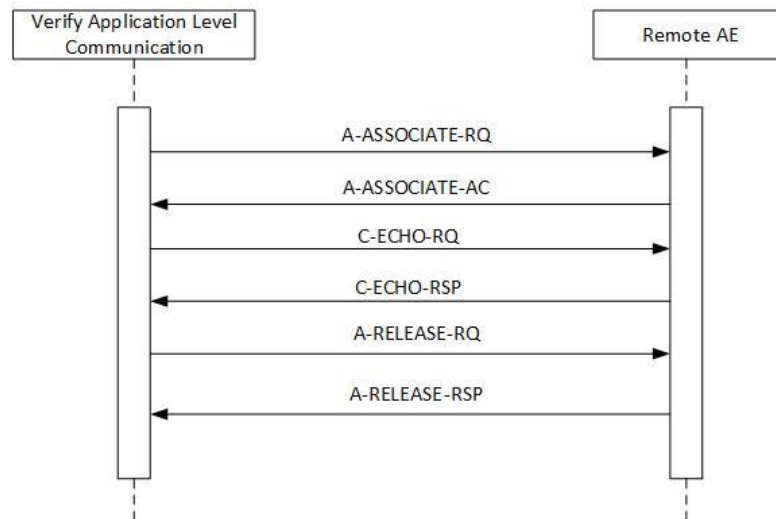 Verify Application Level
Communication
Remote AE
A-ASSOCIATE-RQ
A-ASSOCIATE-AC
C-ECHO-RQ
C-ECHO-RSP
A-RELEASE-RQ
A-RELEASE-RSP